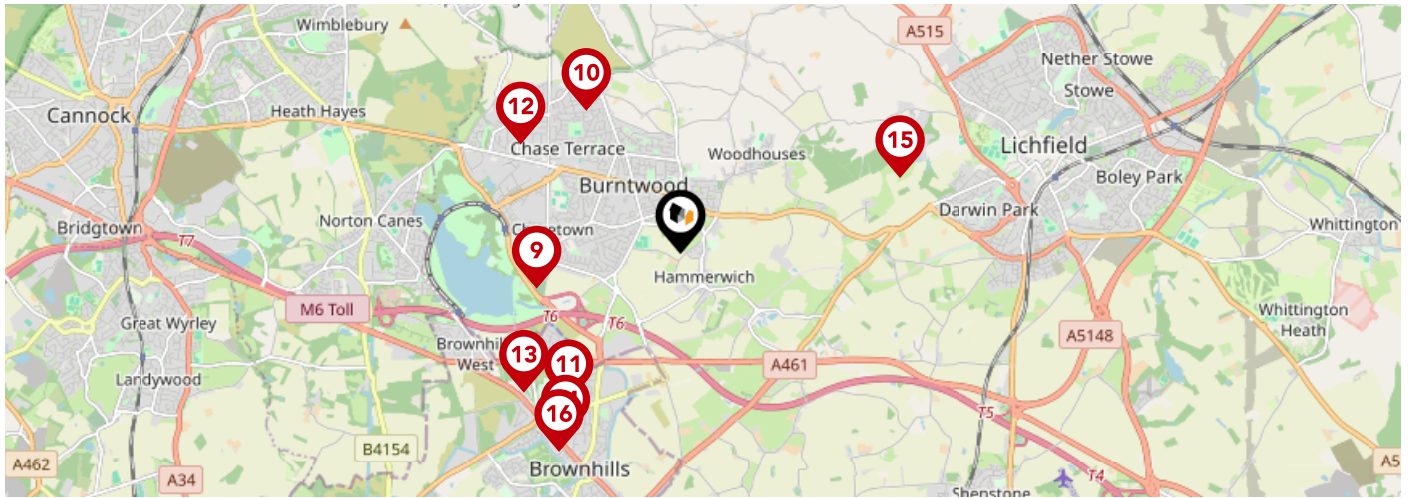 Wimblebury
A515
Nether Stowe
Stowe
10
12
Cannock
Heath Hayes
15
Lichfield
Chase Terrace
Woodhouses
Boley Park
Burntwood
Darwin Park
Norton Canes
Whittington
Bridgtown
T7
9
Hammerwich
M6 Toll
T6
T6
Great Wyrley
Whittington
Heath
A5148
13
11
West
A461
Landywood
16
T5
B4154
A462
Brownhills
A34
T4
A5
Shenstone